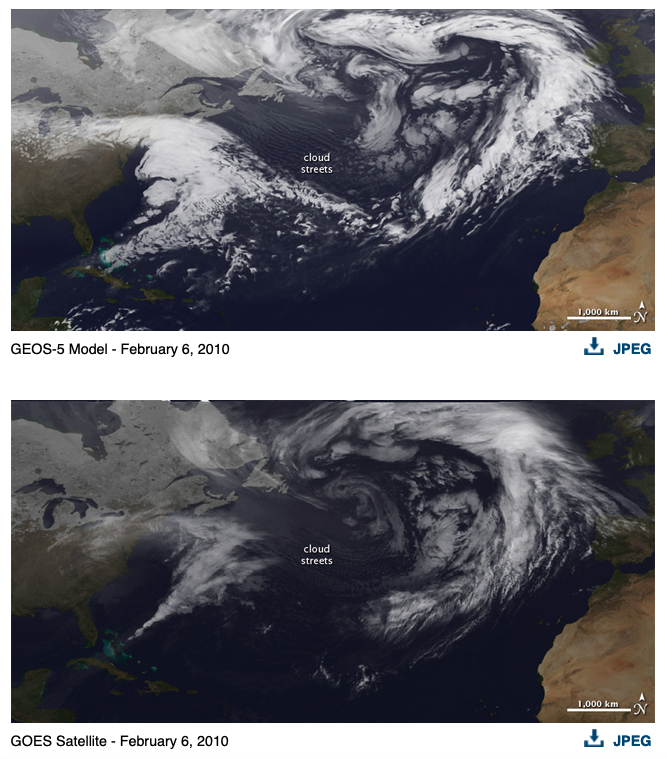 cloud
streets
1,000 km
N
GEOS-5 Model - February 6, 2010
JPEG
cloud
streets
1,000 km
N
GOES Satellite - February 6, 2010
JPEG